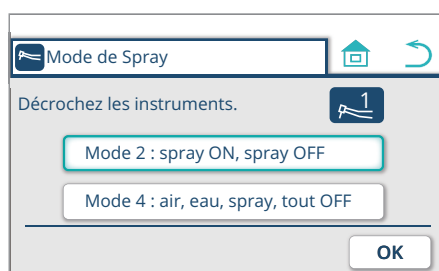 Mode de Spray
Décrochez les instruments.
1
Mode 2 : spray ON, spray OFF
Mode 4 : air, eau, spray, tout OFF
OK